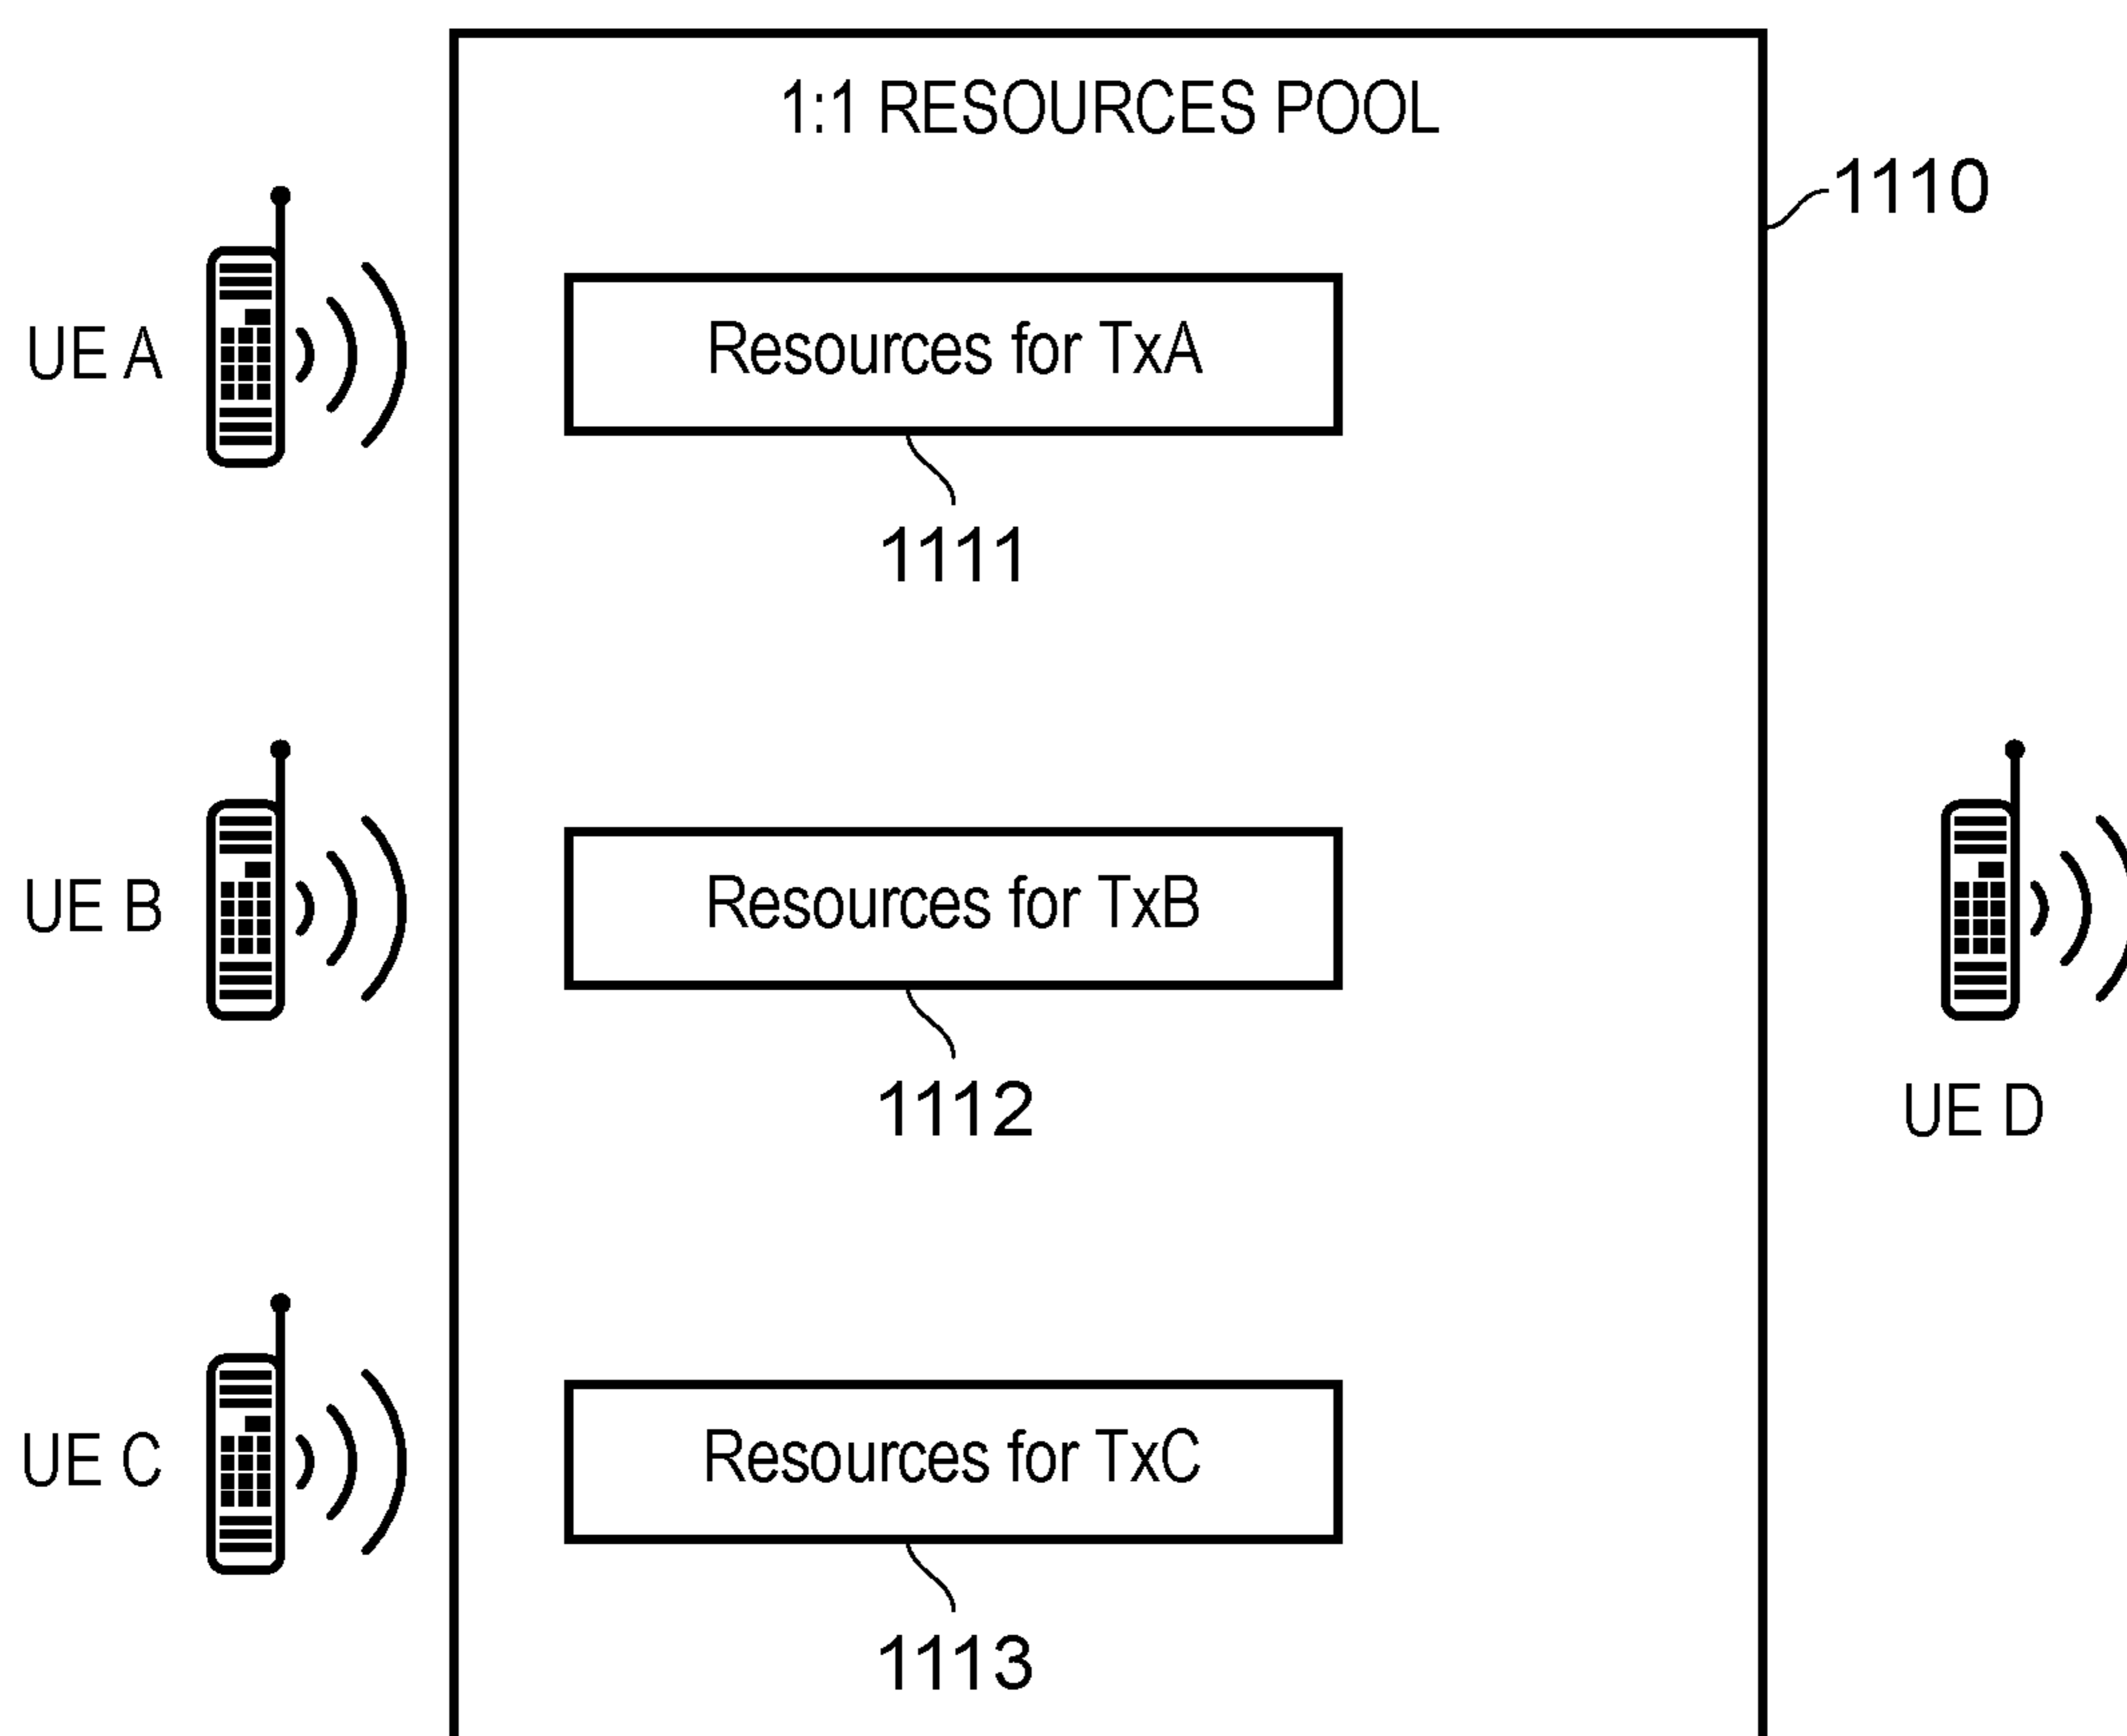 1:1 RESOURCES POOL
1110
UE A
Resources for TxA
1111
UE B
Resources for TxB
1112
UE D
UE C
Resources for TxC
1113